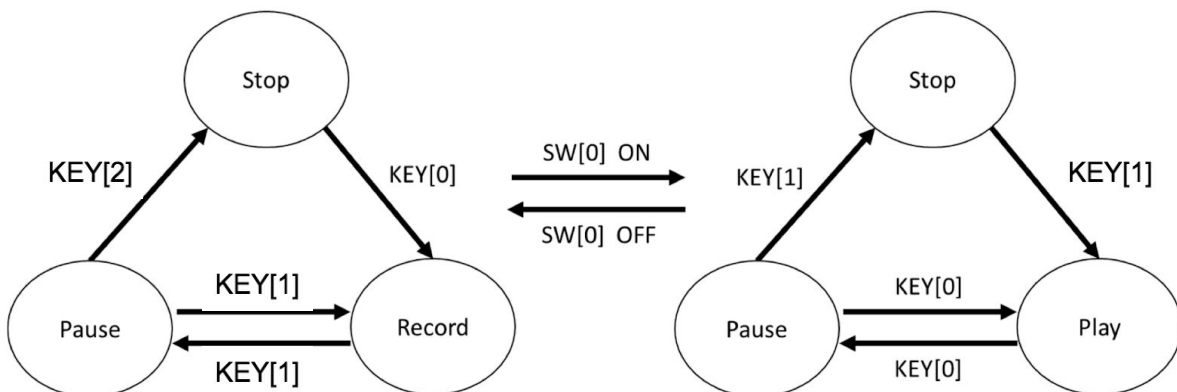 Stop
KEY[2]
KEY[0]
KEY[1]
Pause
Record
KEY[1]
SW[0] ON
SW[0] OFF
Stop
KEY[1]
KEY[1]
KEY[0]
Pause
Play
KEY[0]